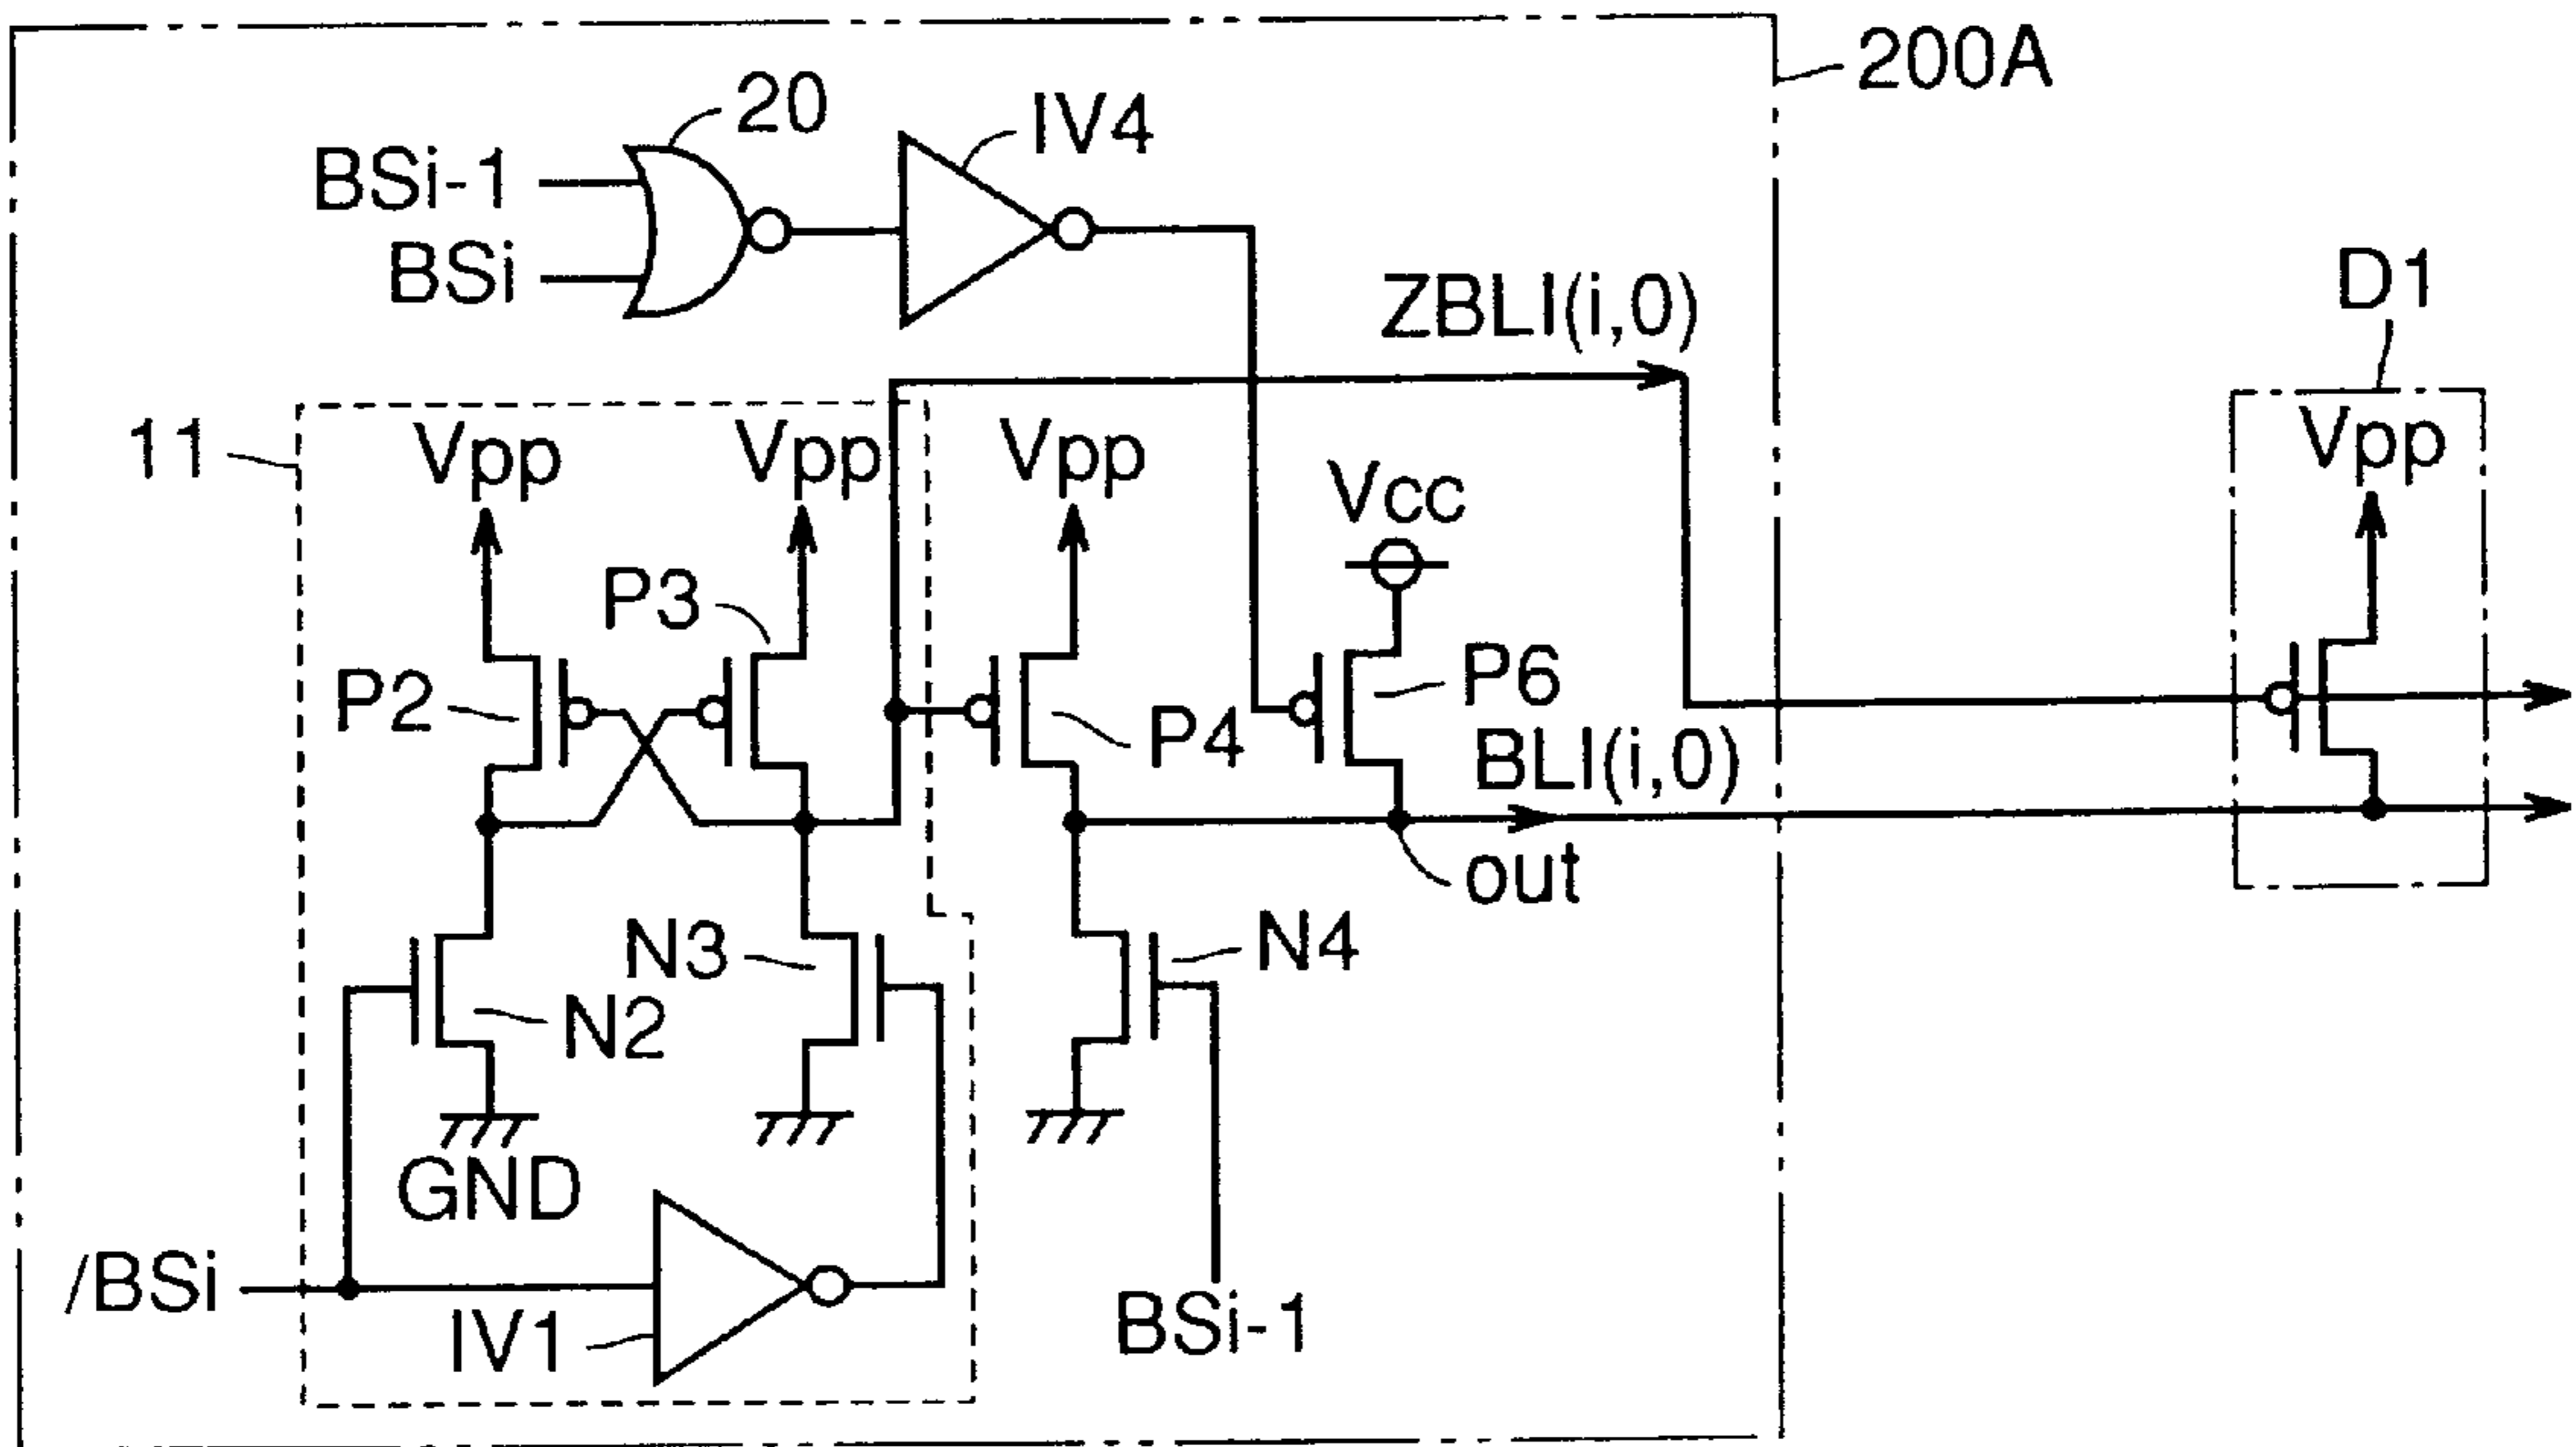 200A
20
IV4
BSi-1
BSi
ZBLI(i,0)
D1
11
Vpp
Vpp
Vpp
Vcc
Vpp
P3
P2
P4
P6
BLI(i,0)
out
N3
N4
N2
GND
/BSi
IV1
BSi-1